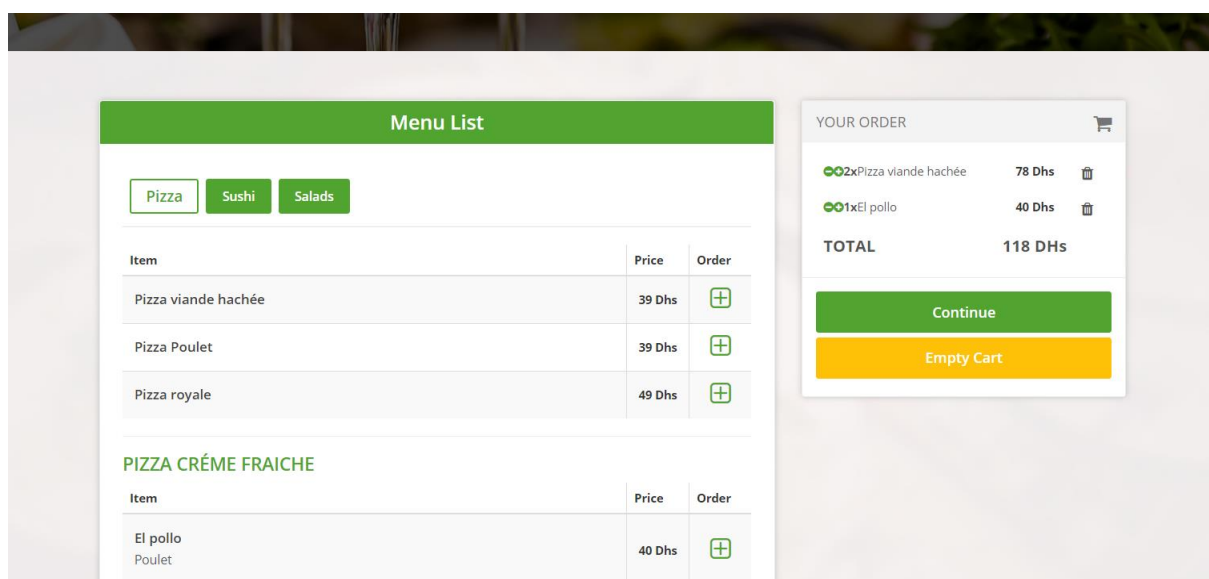 Menu List
Pizza Sushi Salads
Item Price Order
Pizza viande hachée 39 Dhs
Pizza Poulet 39 Dhs
Pizza royale 49 Dhs
PIZZA CRÉME FRAICHE
Item Price Order
El pollo
Poulet
40 Dhs
YOUR ORDER
2xPizza viande hachée 78 Dhs
1xEl pollo 40 Dhs
TOTAL 118 DHs
Continue
Empty Cart